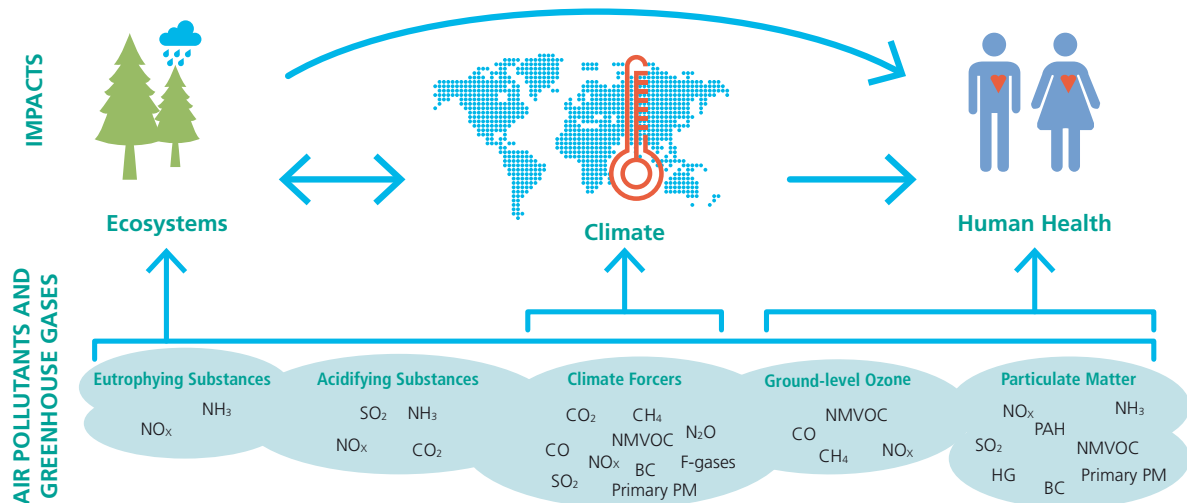 IMPACTS
Ecosystems
Climate
Human Health
AIR POLLUTANTS AND
GREENHOUSE GASES
Eutrophying Substances
NH₃
NOₓ
Acidifying Substances
SO₂ NH₃
NOₓ CO₂
Climate Forcers
CO₂ CH₄
NMVOC N₂O
CO
NOₓ BC F-gases
SO₂
Primary PM
Ground-level Ozone
NMVOC
CO
CH₄ NOₓ
Particulate Matter
NOₓ NH₃
PAH
SO₂ NMVOC
HG Primary PM
BC